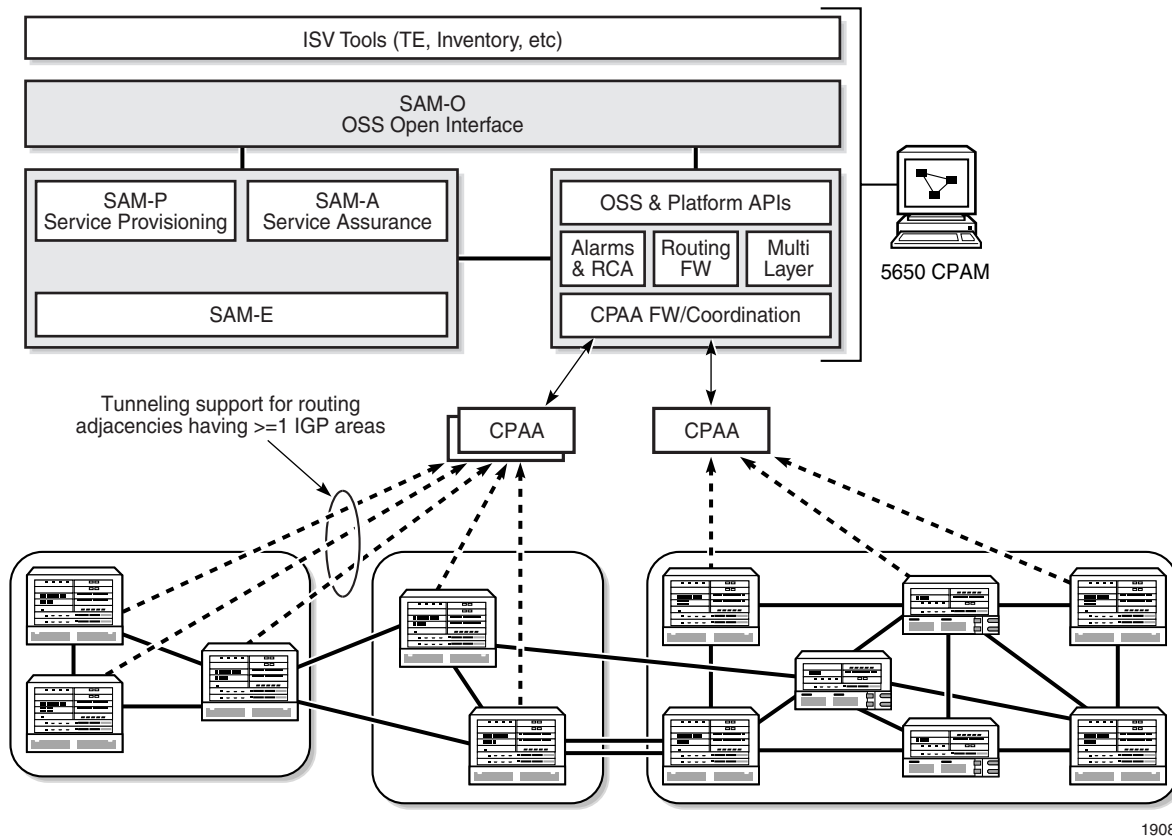 ISV Tools (TE, Inventory, etc)
SAM-O
OSS Open Interface
SAM-P
Service Provisioning
SAM-A
Service Assurance
SAM-E
OSS & Platform APIs
Alarms
& RCA
Routing
FW
Multi
Layer
CPAA FW/Coordination
5650 CPAM
Tunneling support for routing
adjacencies having >=1 IGP areas
CPAA
CPAA
1908